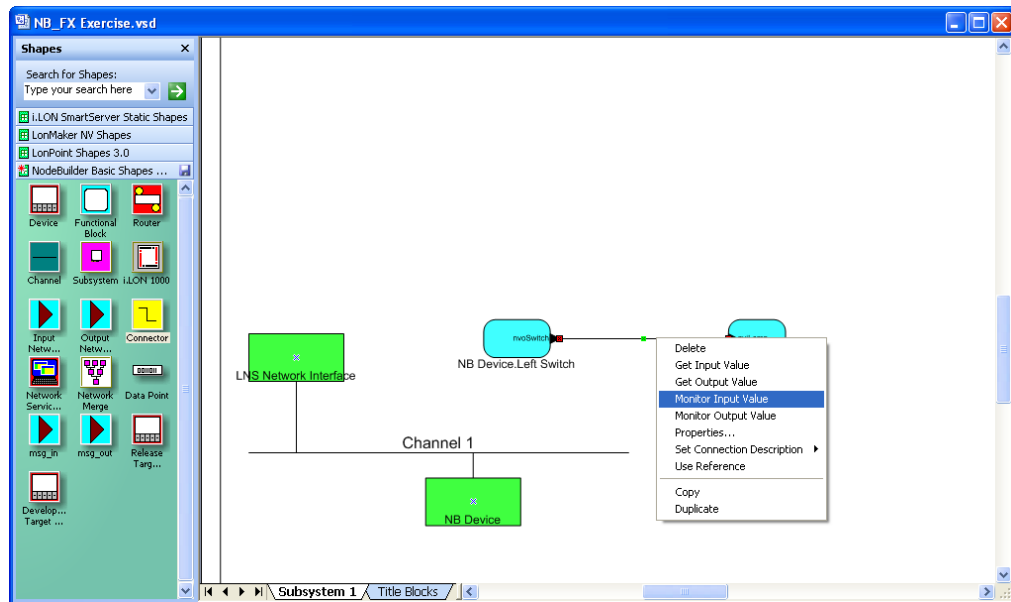 NB_FX Exercise.vsd
Shapes
Search for Shapes:
Type your search here
i.LON SmartServer Static Shapes
LonMaker NV Shapes
LonPoint Shapes 3.0
NodeBuilder Basic Shapes ...
Device
Functional
Block
Router
Channel
Subsystem
i.LON 1000
Input
Netw...
Output
Netw...
Connector
Network
Servic...
Network
Merge
Data Point
msg_in
msg_out
Release
Targ...
Develop...
Target ...
LNS Network Interface
nvoSwitch
NB Device.Left Switch
Channel 1
NB Device
Delete
Get Input Value
Get Output Value
Monitor Input Value
Monitor Output Value
Properties...
Set Connection Description
Use Reference
Copy
Duplicate
Subsystem 1
Title Blocks